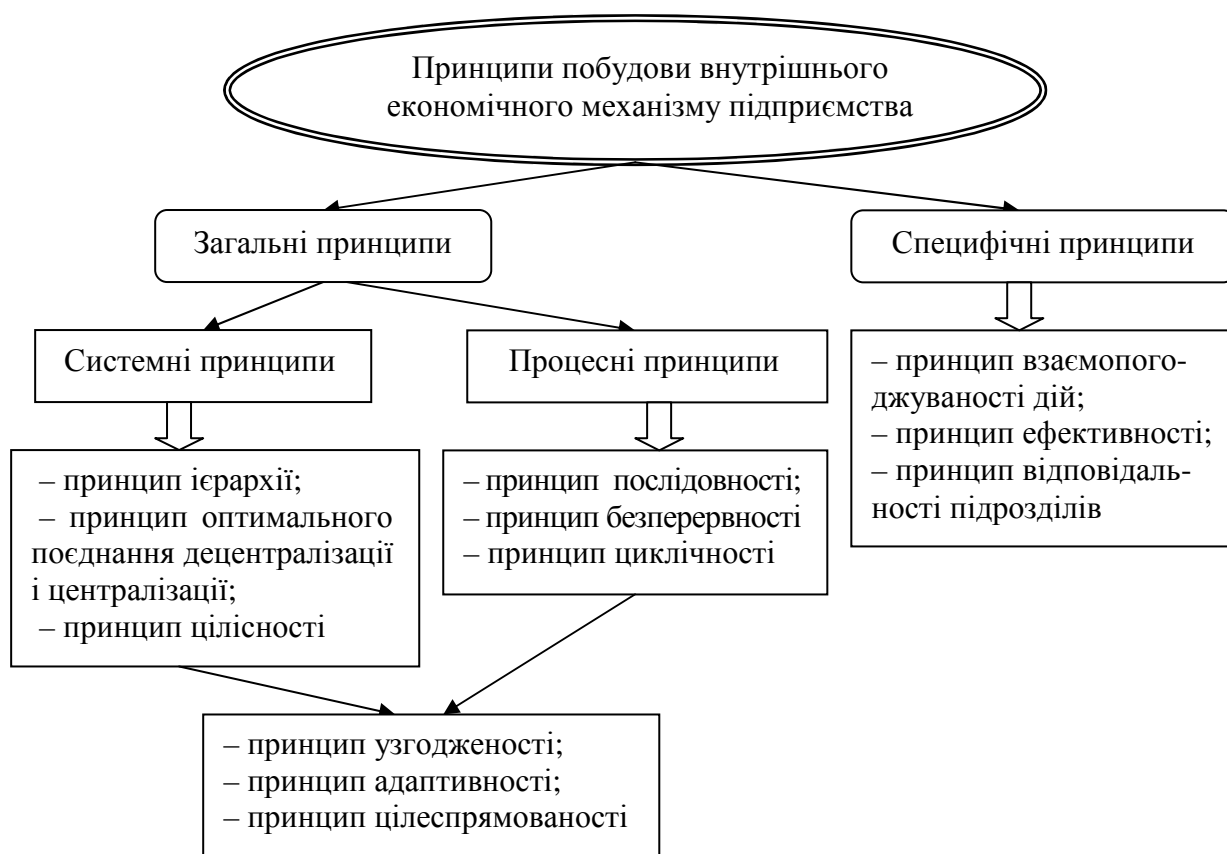 Принципи побудови внутрішнього
економічного механізму підприємства
Загальні принципи
Специфічні принципи
Системні принципи
Процесні принципи
– принцип взаємопого-
джуваності дій;
– принцип ефективності;
– принцип відповідаль-
ності підрозділів
– принцип ієрархії;
– принцип оптимального
поєднання децентралізації
і централізації;
– принцип цілісності
– принцип послідовності;
– принцип безперервності
– принцип циклічності
– принцип узгодженості;
– принцип адаптивності;
– принцип цілеспрямованості